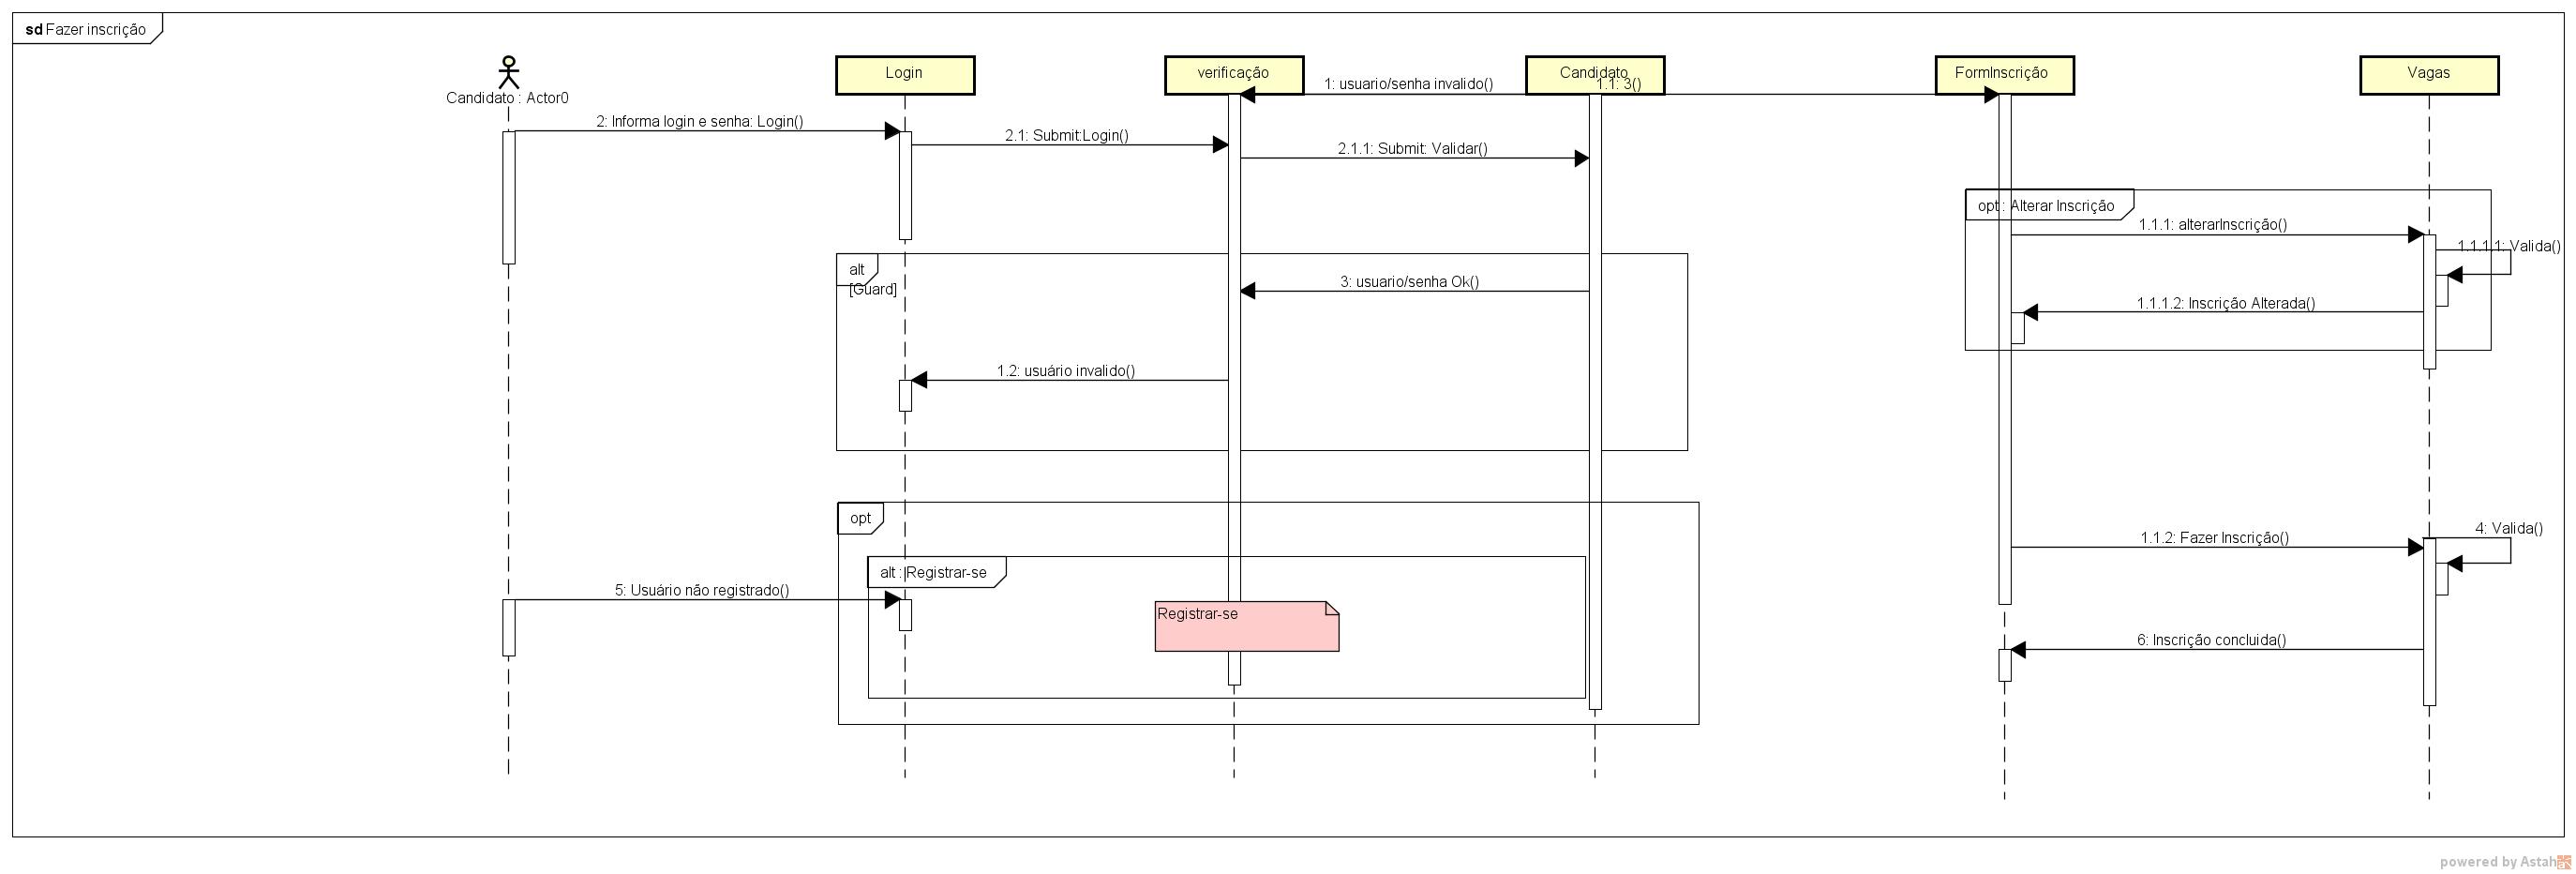 sd Fazer inscrição
Candidato : Actor0
Login
verificação
Candidato
FormInscrição
Vagas
1: usuario/senha invalido()
1.1: 3()
2: Informa login e senha: Login()
2.1: Submit:Login()
2.1.1: Submit: Validar()
opt : Alterar Inscrição
1.1.1: alterarInscrição()
1.1.1.1: Valida()
alt
[Guard]
3: usuario/senha Ok()
1.1.1.2: Inscrição Alterada()
1.2: usuário invalido()
opt
4: Valida()
1.1.2: Fazer Inscrição()
alt : Registrar-se
5: Usuário não registrado()
Registrar-se
6: Inscrição concluida()
powered by Astah